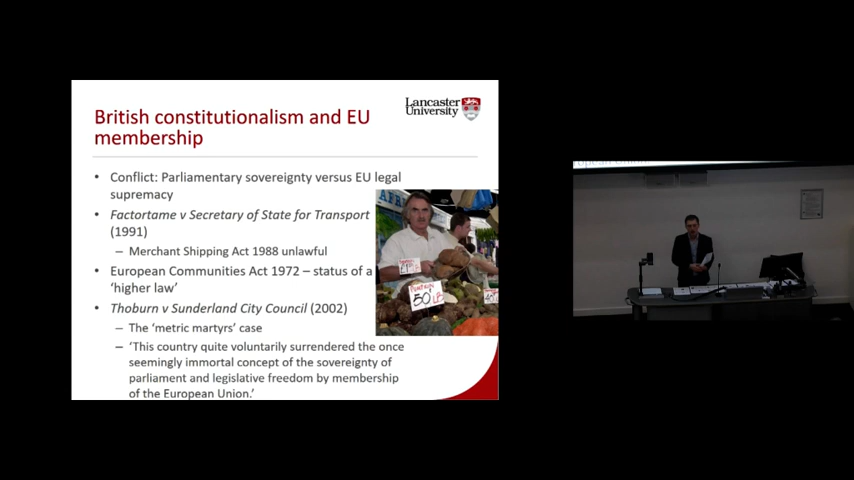 British constitutionalism and EU
membership
Lancaster
University
• Conflict: Parliamentary sovereignty versus EU legal
supremacy
• Factortame v Secretary of State for Transport
(1991)
– Merchant Shipping Act 1988 unlawful
• European Communities Act 1972 – status of a
'higher law'
• Thoburn v Sunderland City Council (2002)
– The 'metric martyrs' case
– 'This country quite voluntarily surrendered the once
seemingly immortal concept of the sovereignty of
parliament and legislative freedom by membership
of the European Union.'
50